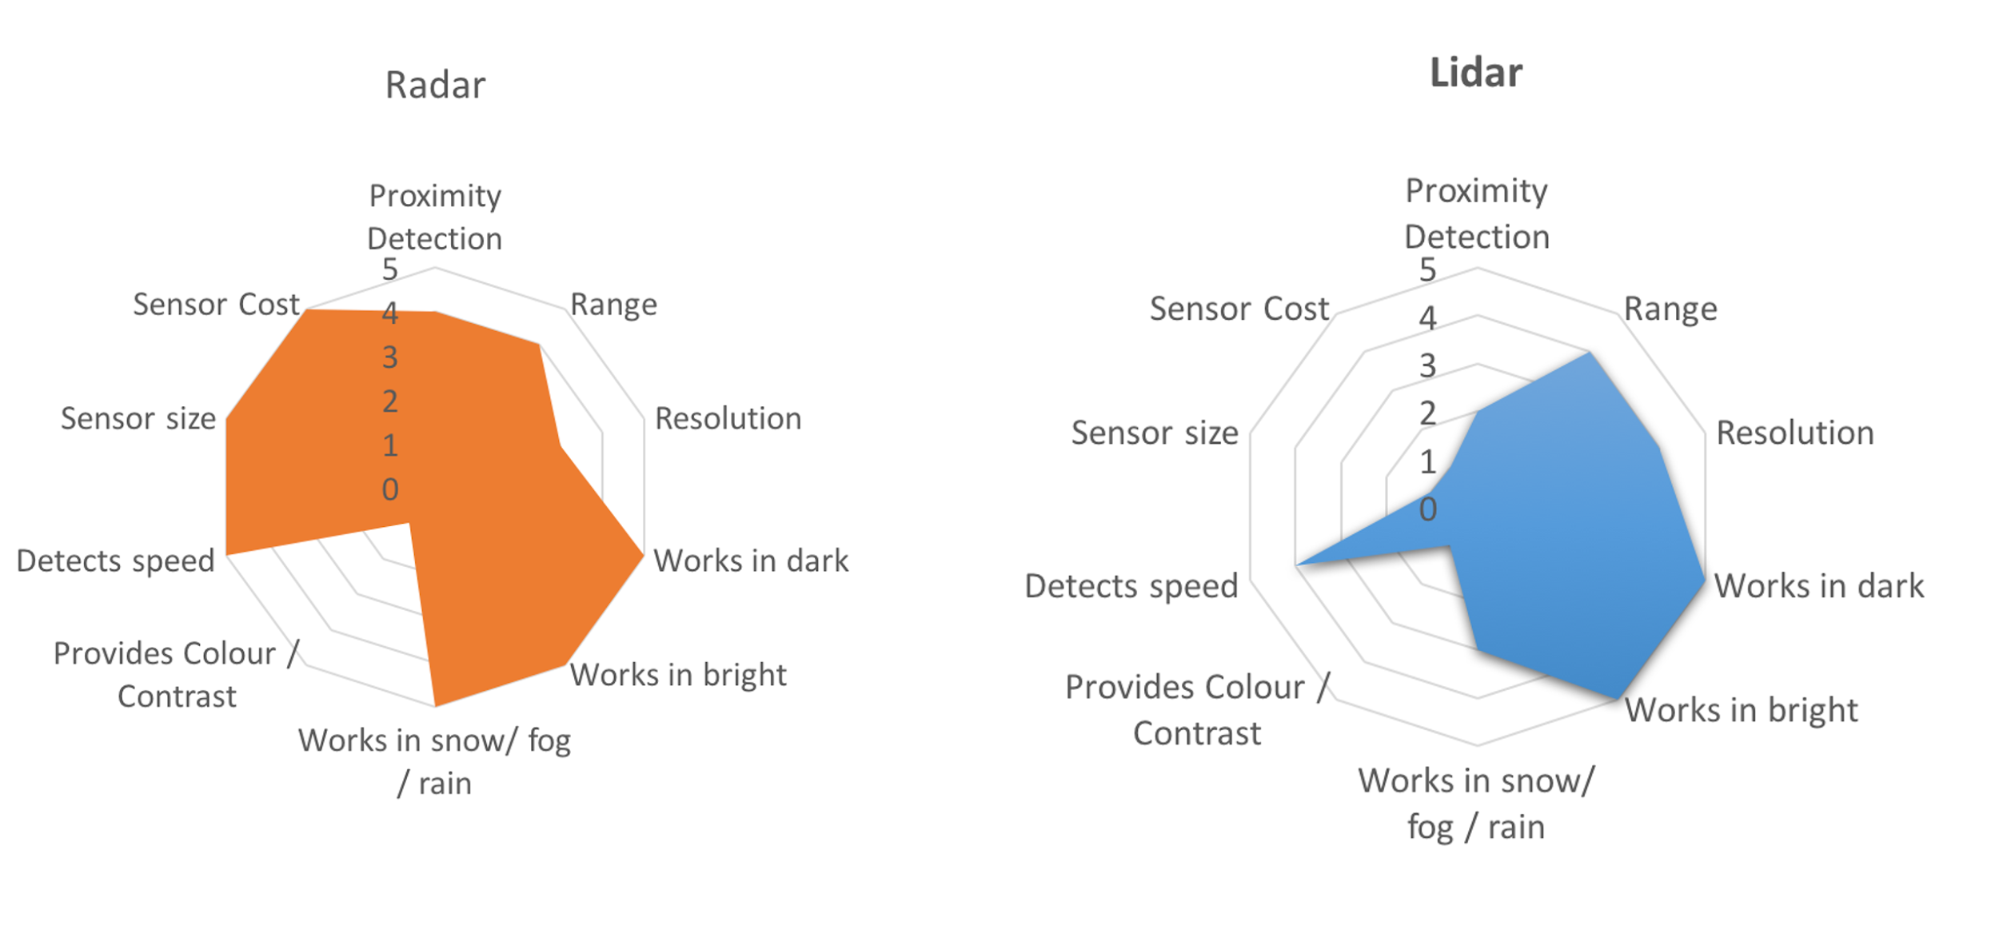 Radar
Proximity
Detection
5
4
3
2
1
0
Range
Resolution
Works in dark
Works in bright
Works in snow/ fog
/ rain
Provides Colour /
Contrast
Detects speed
Sensor size
Sensor Cost
Lidar
Proximity
Detection
5
4
3
2
1
0
Range
Resolution
Works in dark
Works in bright
Works in snow/
fog / rain
Provides Colour /
Contrast
Detects speed
Sensor size
Sensor Cost